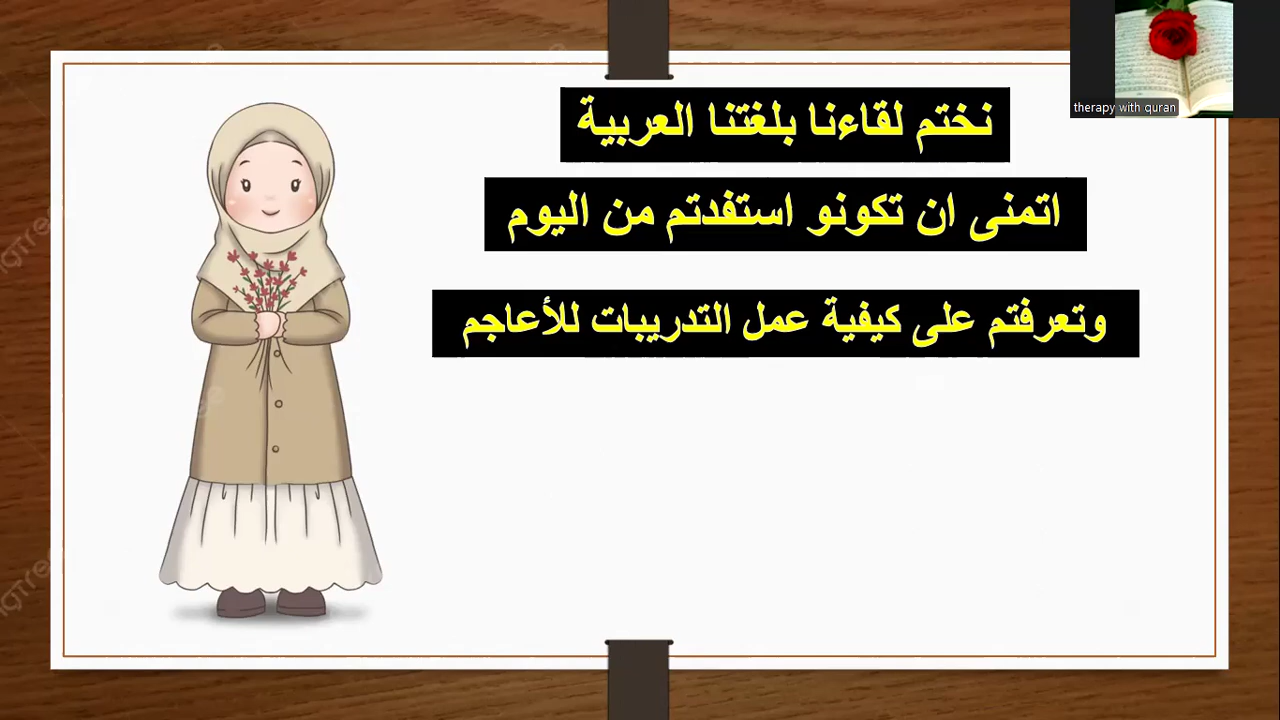 نختم لقاءنا بلغتنا العربية
اتمنى ان تكونو استفدتم من اليوم
وتعرفتم على كيفية عمل التدريبات للأعاجم
therapy with quran